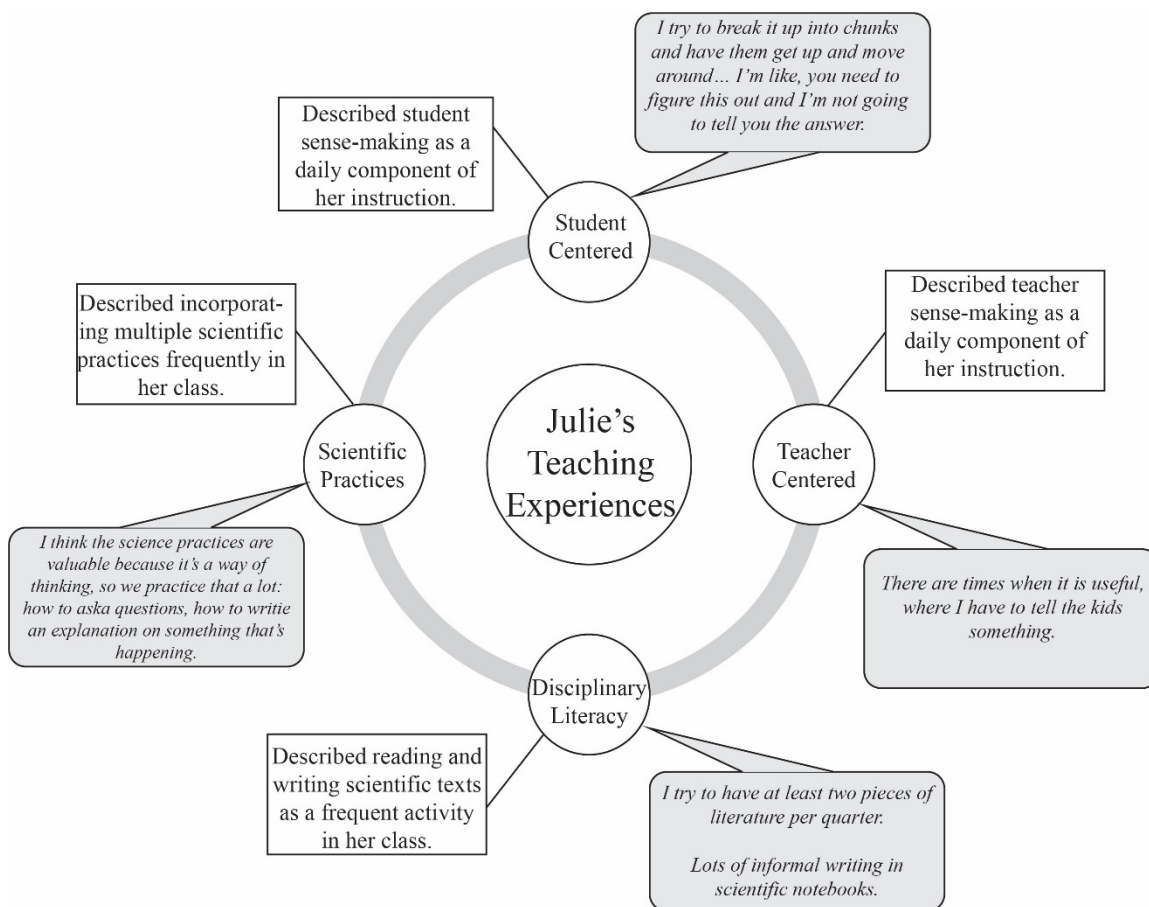 I try to break it up into chunks
and have them get up and move
around… I'm like, you need to
figure this out and I'm not going
to tell you the answer.
Described student
sense-making as a
daily component of
her instruction.
Student
Centered
Described incorporat-
ing multiple scientific
practices frequently in
her class.
Described teacher
sense-making as a
daily component of
her instruction.
Julie's
Teaching
Experiences
Scientific
Practices
Teacher
Centered
I think the science practices are
valuable because it's a way of
thinking, so we practice that a lot:
how to aska questions, how to writie
an explanation on something that's
happening.
There are times when it is useful,
where I have to tell the kids
something.
Disciplinary
Literacy
Described reading and
writing scientific texts
as a frequent activity
in her class.
I try to have at least two pieces of
literature per quarter.
Lots of informal writing in
scientific notebooks.